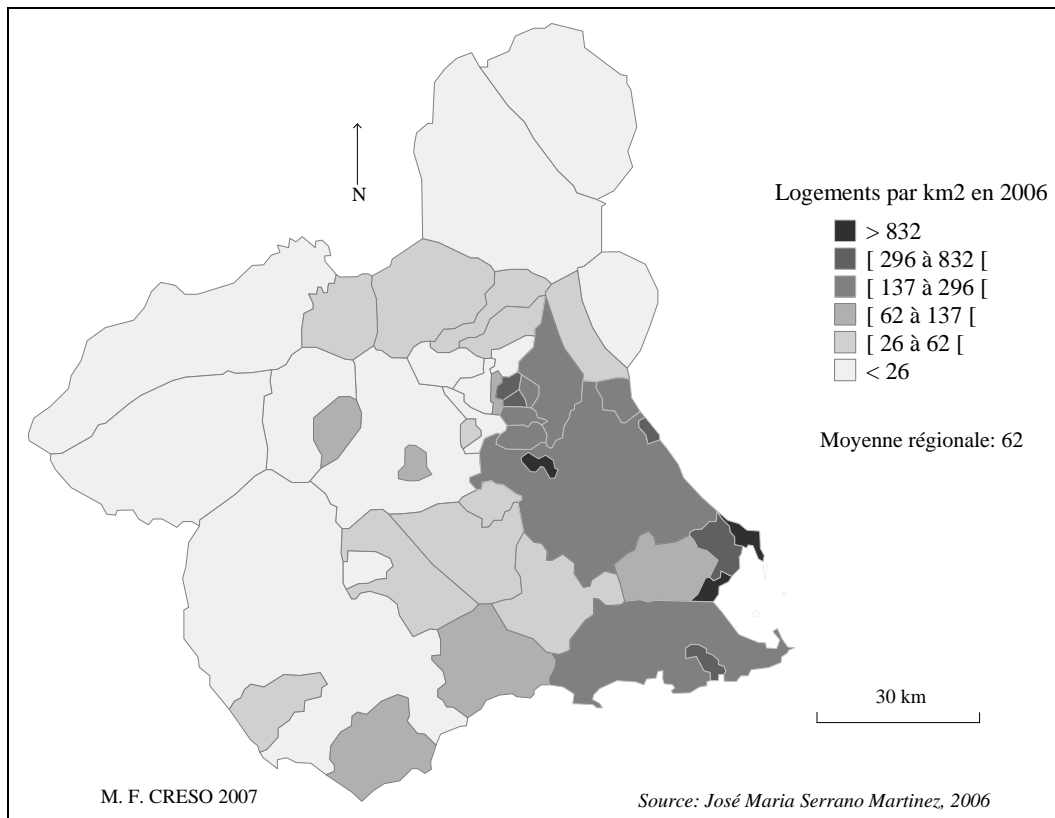 N
Logements par km2 en 2006
> 832
[ 296 à 832 [
[ 137 à 296 [
[ 62 à 137 [
[ 26 à 62 [
< 26
Moyenne régionale: 62
30 km
M. F. CRESO 2007
Source: José Maria Serrano Martinez, 2006